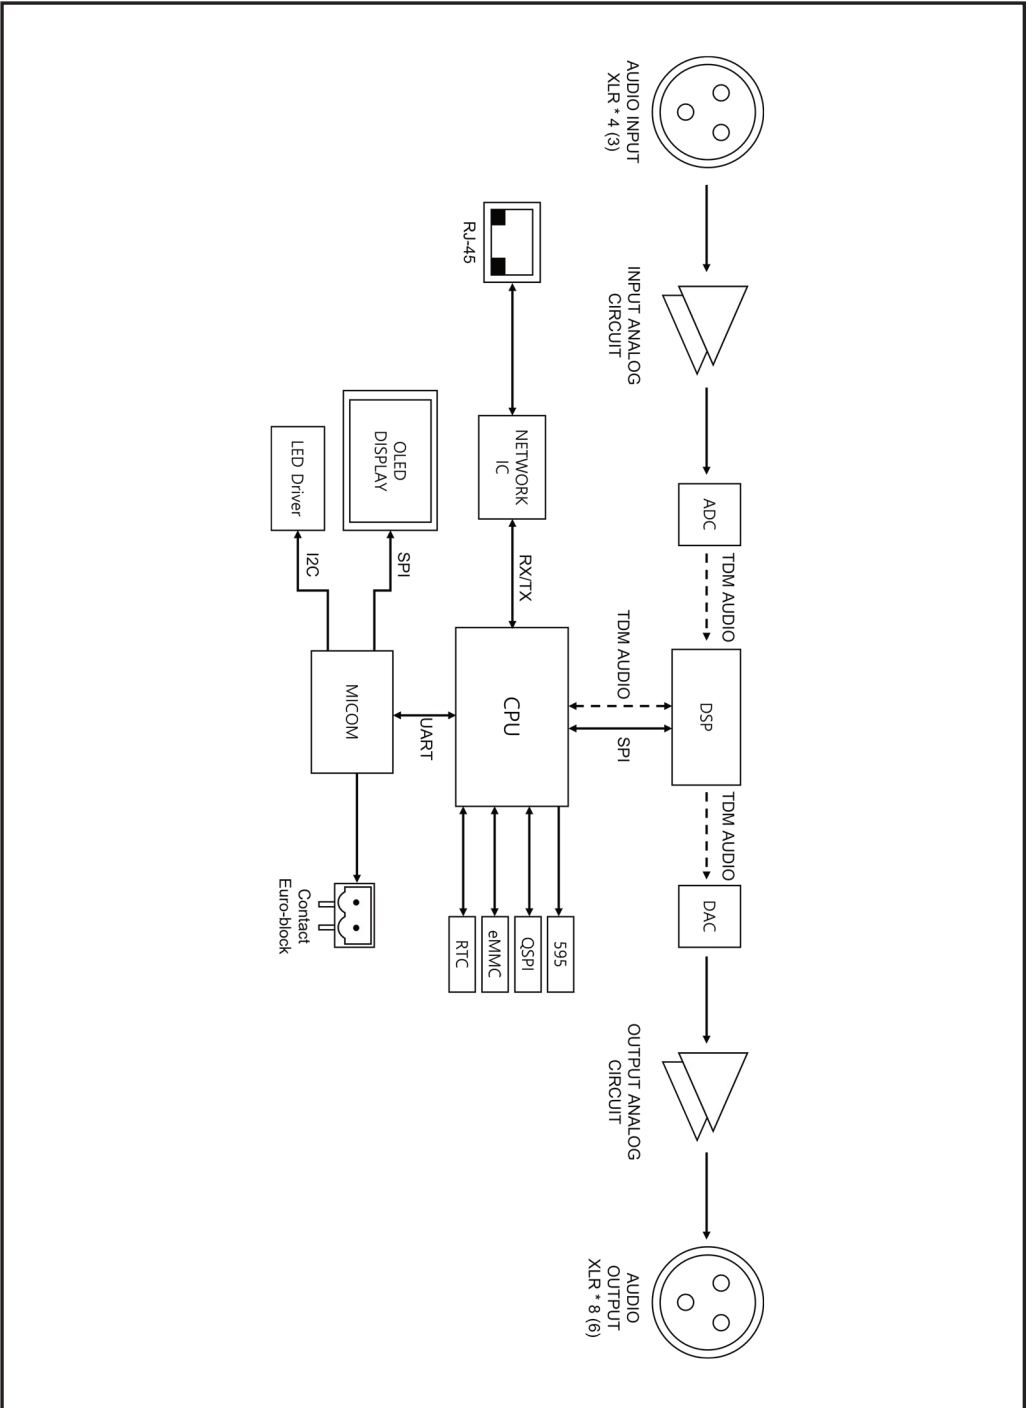 AUDIO INPUT
XLR * 4 (3)
INPUT ANALOG
CIRCUIT
ADC
TDM AUDIO
DSP
TDM AUDIO
DAC
OUTPUT ANALOG
CIRCUIT
AUDIO
OUTPUT
XLR * 8 (6)
TDM AUDIO
SPI
RJ-45
NETWORK
IC
RX/TX
CPU
595
QSPI
eMMC
RTC
OLED
DISPLAY
SPI
LED Driver
I2C
UART
MICOM
Contact
Euro-block